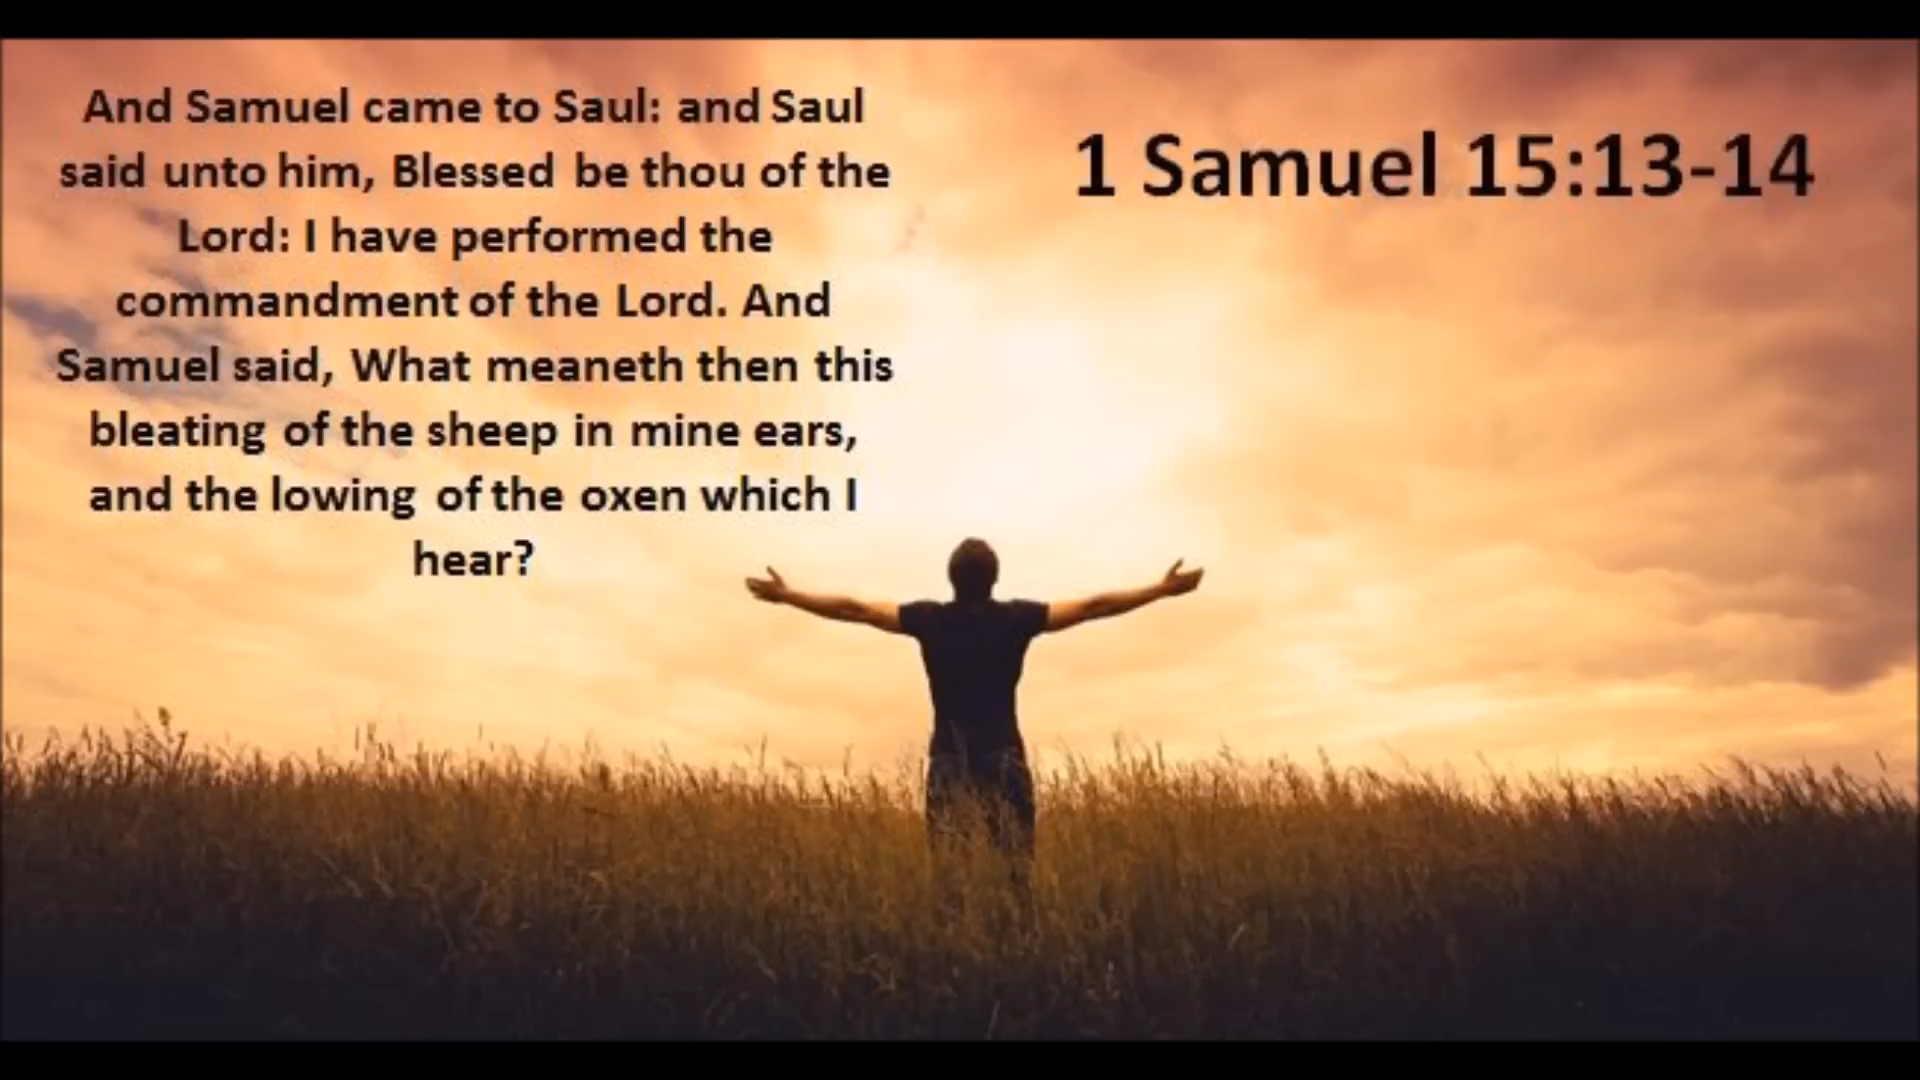 And Samuel came to Saul: and Saul
said unto him, Blessed be thou of the
Lord: I have performed the
commandment of the Lord. And
Samuel said, What meaneth then this
bleating of the sheep in mine ears,
and the lowing of the oxen which I
hear?
1 Samuel 15:13-14